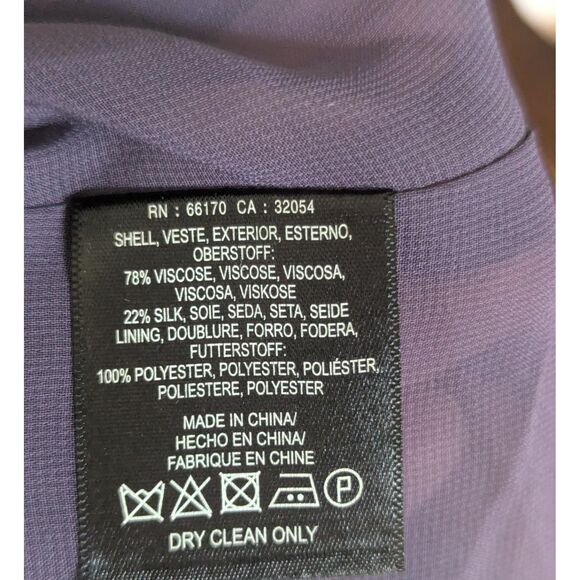 RN : 66170 CA : 32054
SHELL, VESTE, EXTERIOR, ESTERNO,
OBERSTOFF:
78% VISCOSE, VISCOSE, VISCOSA,
VISCOSA, VISKOSE
22% SILK, SOIE, SEDA, SETA, SEIDE
LINING, DOUBLURE, FORRO, FODERA,
FUTTERSTOFF:
100% POLYESTER, POLYESTER, POLIÉSTER,
POLIESTERE, POLYESTER
MADE IN CHINA/
HECHO EN CHINA/
FABRIQUE EN CHINE
P
DRY CLEAN ONLY